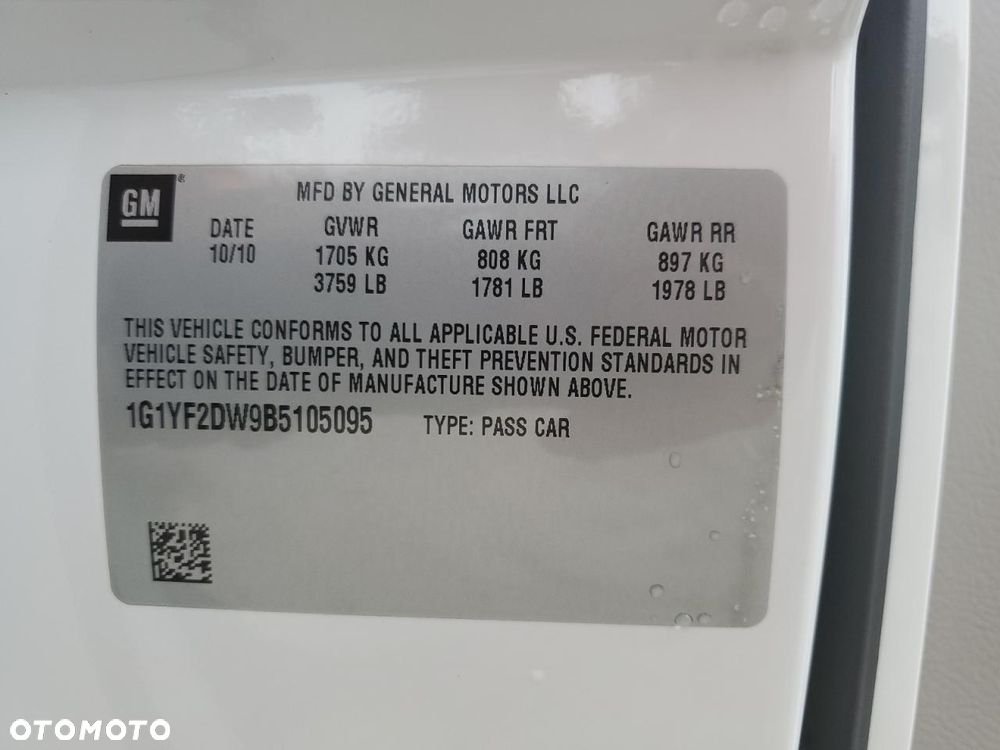 GM
®
MFD BY GENERAL MOTORS LLC
DATE GVWR GAWR FRT GAWR RR
10/10 1705 KG 808 KG 897 KG
3759 LB 1781 LB 1978 LB
THIS VEHICLE CONFORMS TO ALL APPLICABLE U.S. FEDERAL MOTOR
VEHICLE SAFETY, BUMPER, AND THEFT PREVENTION STANDARDS IN
EFFECT ON THE DATE OF MANUFACTURE SHOWN ABOVE.
1G1YF2DW9B5105095 TYPE: PASS CAR
OTOMOTO